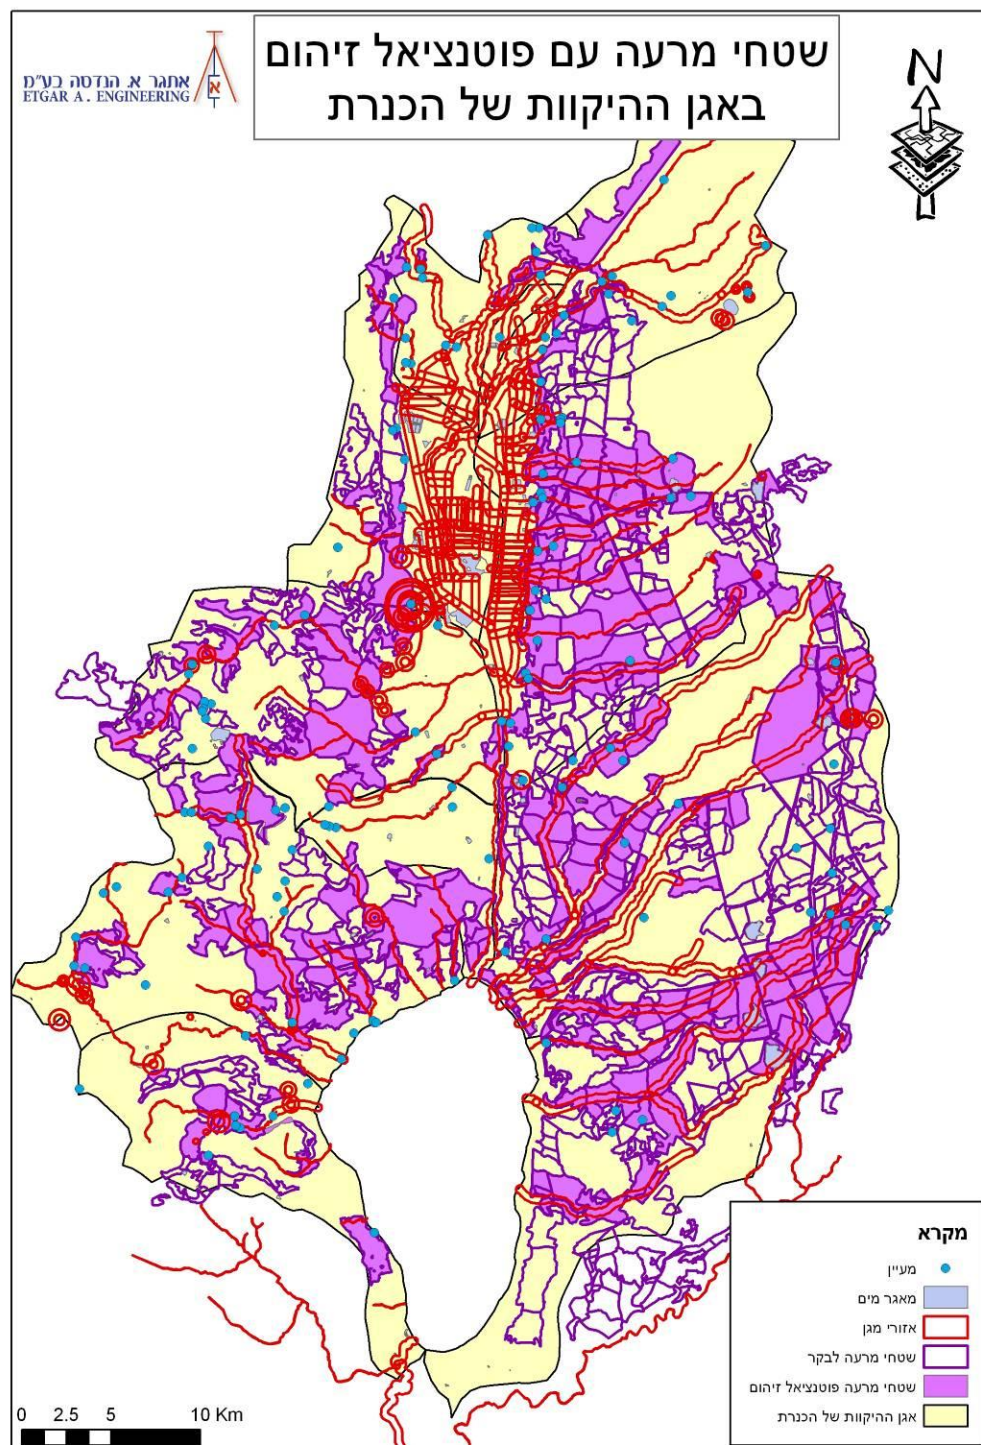 שטחי מרעה עם פוטנציאל זיהום
באגן ההיקוות של הכנרת
אתגר א. הנדסה בע"מ
ETGAR A. ENGINEERING
א
N
מקרא
מעיין
מאגר מים
אזורי מגן
שטחי מרעה לבקר
שטחי מרעה פוטנציאל זיהום
אגן ההיקוות של הכנרת
0 2.5 5 10 Km